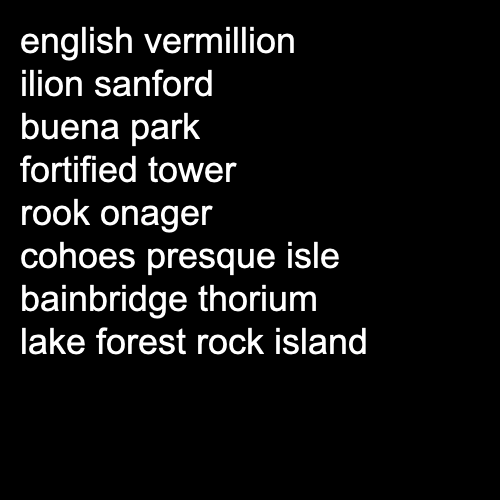 english vermillion
ilion sanford
buena park
fortified tower
rook onager
cohoes presque isle
bainbridge thorium
lake forest rock island